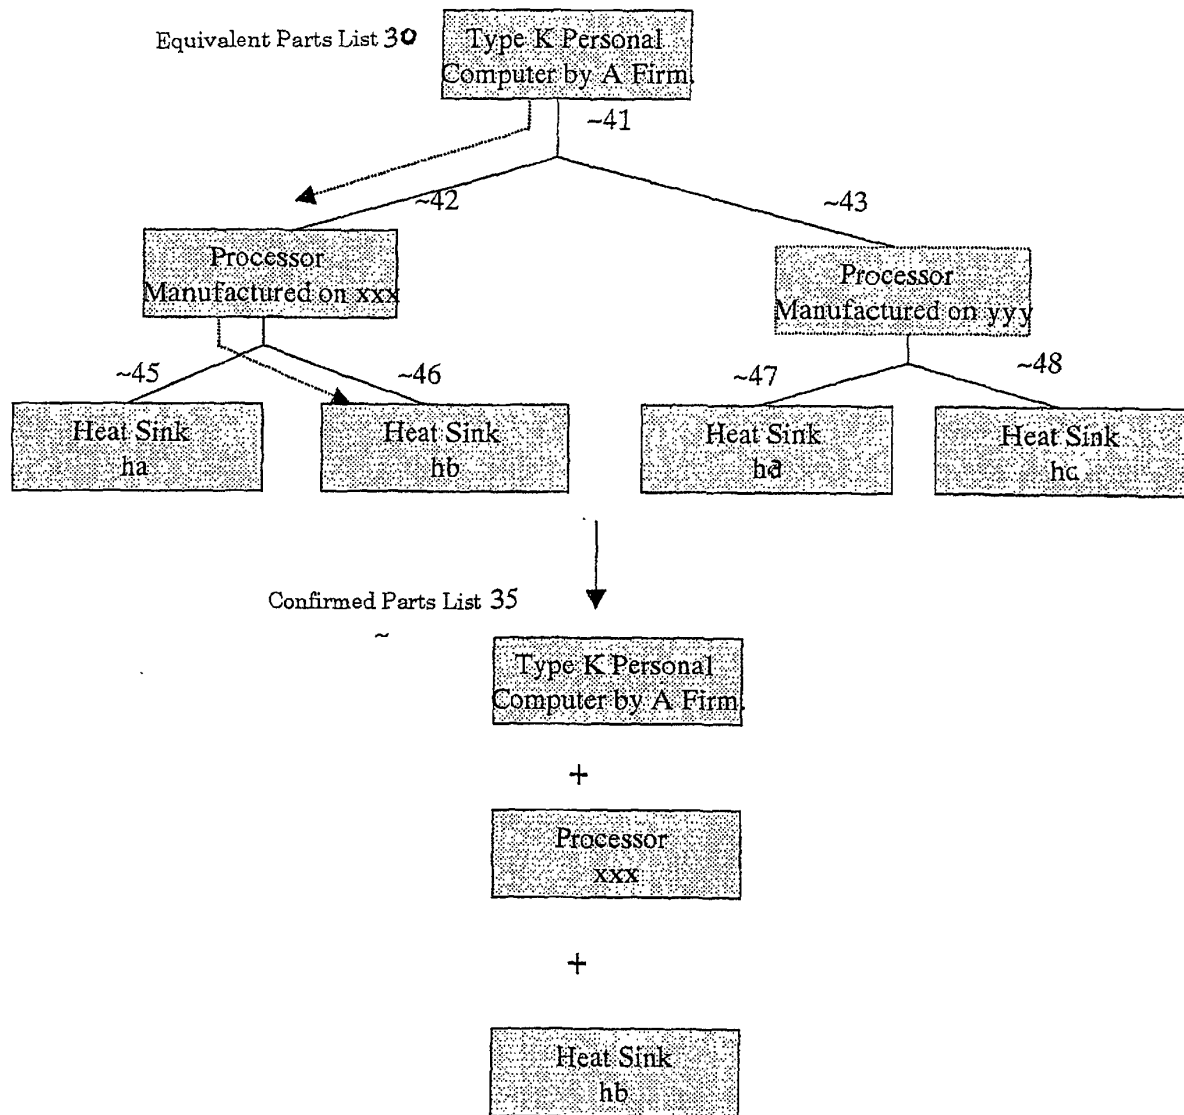 Equivalent Parts List 30
Type K Personal
Computer by A Firm.
~41
~42
~43
Processor
Manufactured on xxx
Processor
Manufactured on yyy
~45
~46
~47
~48
Heat Sink
ha
Heat Sink
hb
Heat Sink
Heat Sink
Confirmed Parts List 35
~
Type K Personal
Computer by A Firm.
+
Processor
xxx
+
Heat Sink
hb